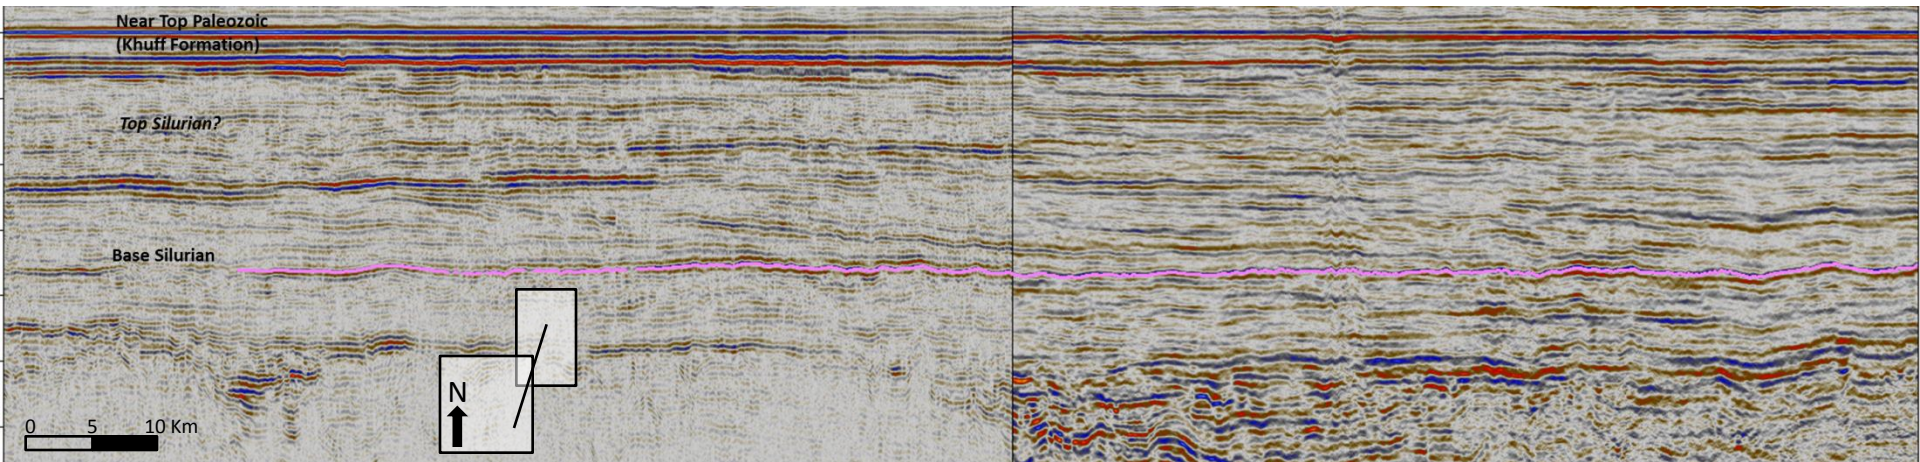 Near Top Paleozoic
(Khuff Formation)
Top Silurian?
Base Silurian
N
0 5 10 Km